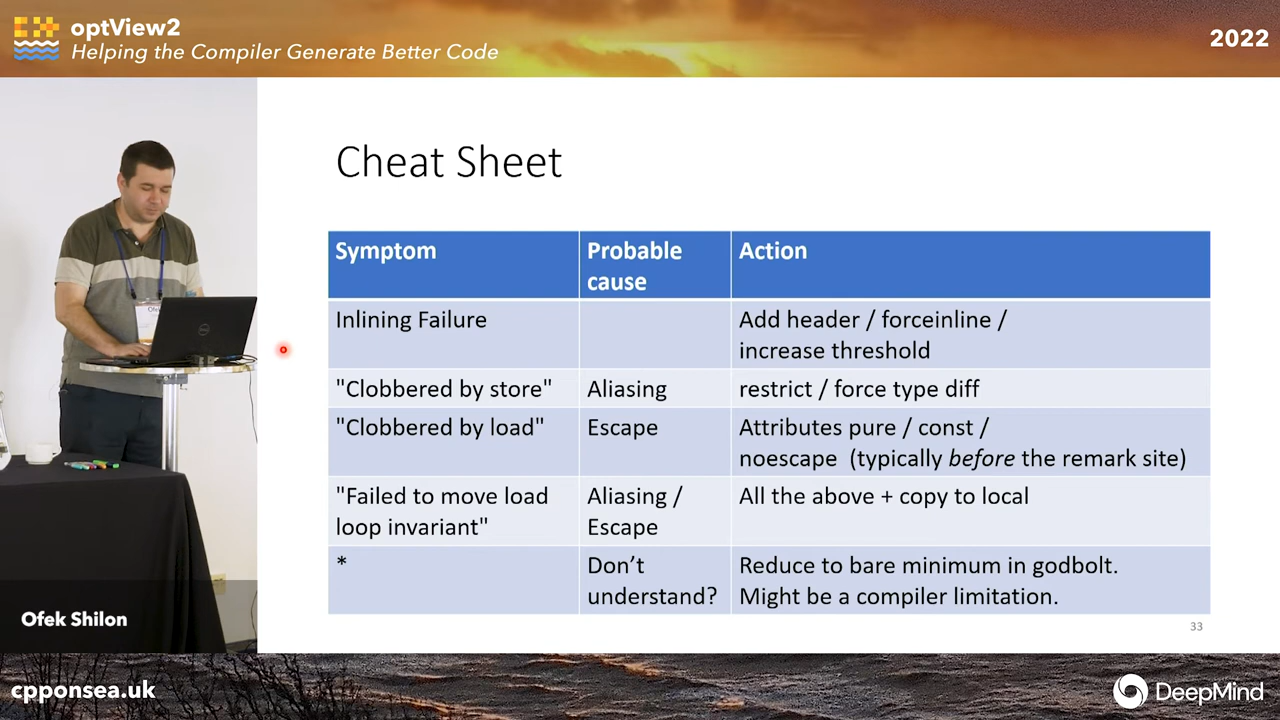 optView2
Helping the Compiler Generate Better Code
2022
Cheat Sheet
Symptom
Probable
cause
Action
Inlining Failure
Add header / forceinline /
increase threshold
"Clobbered by store"
Aliasing
restrict / force type diff
"Clobbered by load"
Escape
Attributes pure / const /
noescape (typically before the remark site)
"Failed to move load
loop invariant"
Aliasing /
Escape
All the above + copy to local
*
Don’t
understand?
Reduce to bare minimum in godbolt.
Might be a compiler limitation.
33
Ofek Shilon
cpponsea.uk
DeepMind